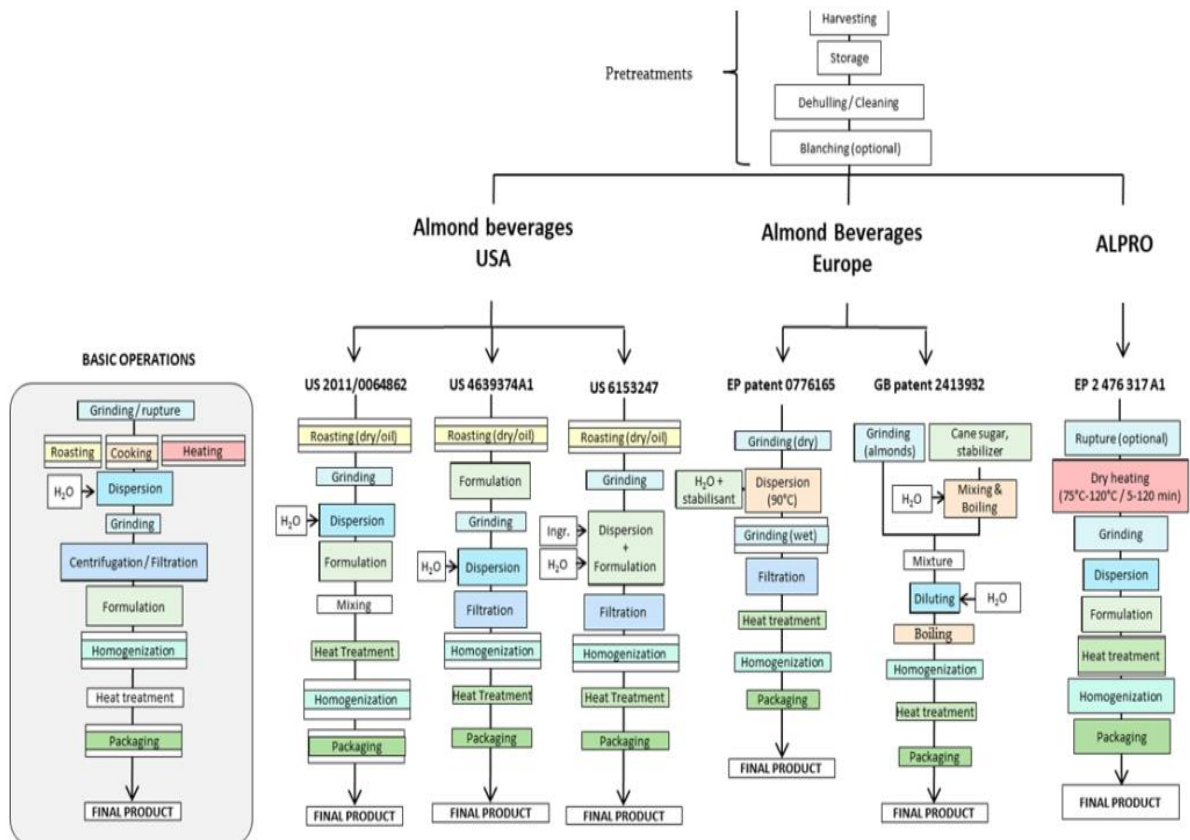 Harvesting
Pretreatments
Storage
Dehulling / Cleaning
Blanching (optional)
Almond beverages
USA
Almond Beverages
Europe
ALPRO
BASIC OPERATIONS
Grinding / rupture
Roasting
Cooking
Heating
H₂O
Dispersion
Grinding
Centrifugation / Filtration
Formulation
Homogenization
Heat treatment
Packaging
FINAL PRODUCT
US 2011/0064862
Roasting (dry/oil)
Grinding
H₂O
Dispersion
Formulation
Mixing
Heat Treatment
Homogenization
Packaging
FINAL PRODUCT
US 4639374A1
Roasting (dry/oil)
Formulation
Grinding
H₂O
Dispersion
Filtration
Homogenization
Heat Treatment
Packaging
FINAL PRODUCT
US 6153247
Roasting (dry/oil)
Grinding
Ingr.
H₂O
Dispersion
+
Formulation
Filtration
Homogenization
Heat Treatment
Packaging
FINAL PRODUCT
EP patent 0776165
Grinding (dry)
H₂O +
stabilisant
Dispersion
(90°C)
Grinding (wet)
Filtration
Heat treatment
Homogenization
Packaging
FINAL PRODUCT
GB patent 2413932
Grinding
(almonds)
Cane sugar,
stabilizer
H₂O
Mixing &
Boiling
Mixture
Diluting
H₂O
Boiling
Homogenization
Heat treatment
Packaging
FINAL PRODUCT
EP 2 476 317 A1
Rupture (optional)
Dry heating
(75°C-120°C / 5-120 min)
Grinding
Dispersion
Formulation
Heat treatment
Homogenization
Packaging
FINAL PRODUCT